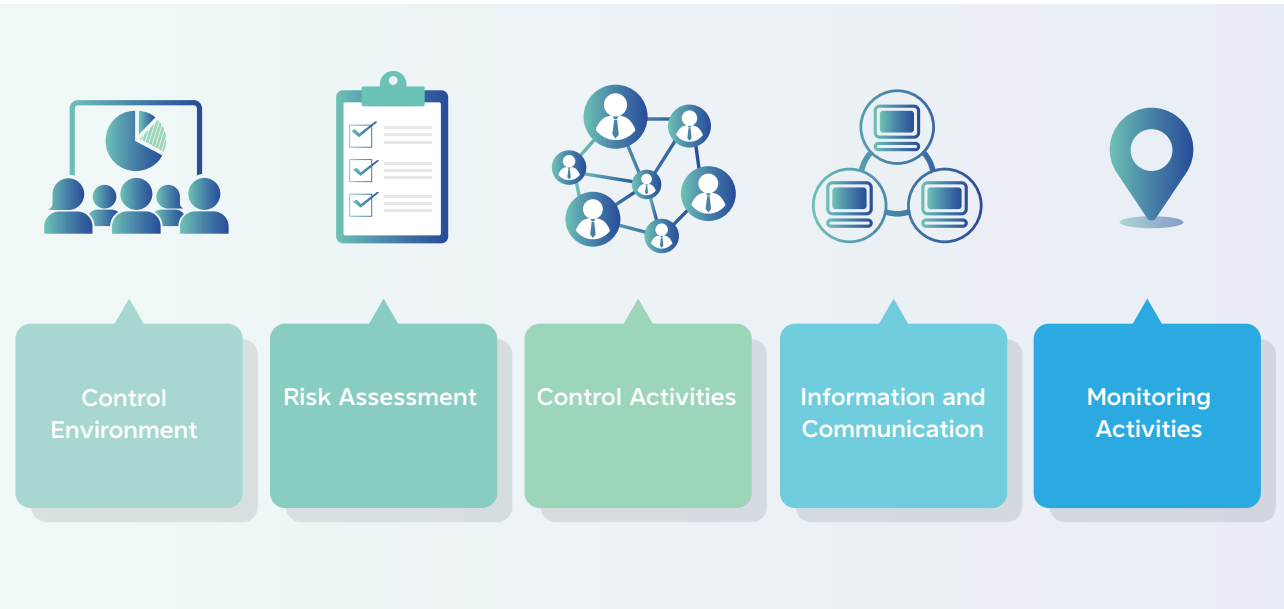 Control
Environment
Risk Assessment
Control Activities
Information and
Communication
Monitoring
Activities